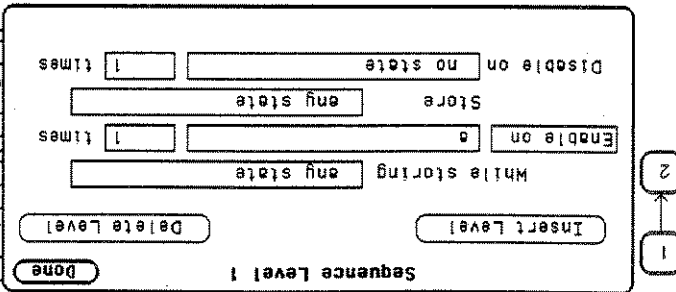 Sequence Level 1
Done
Insert Level
Delete Level
While storing
any state
Enable on
a
1
times
Store
any state
Disable on
no state
1
times
1
2